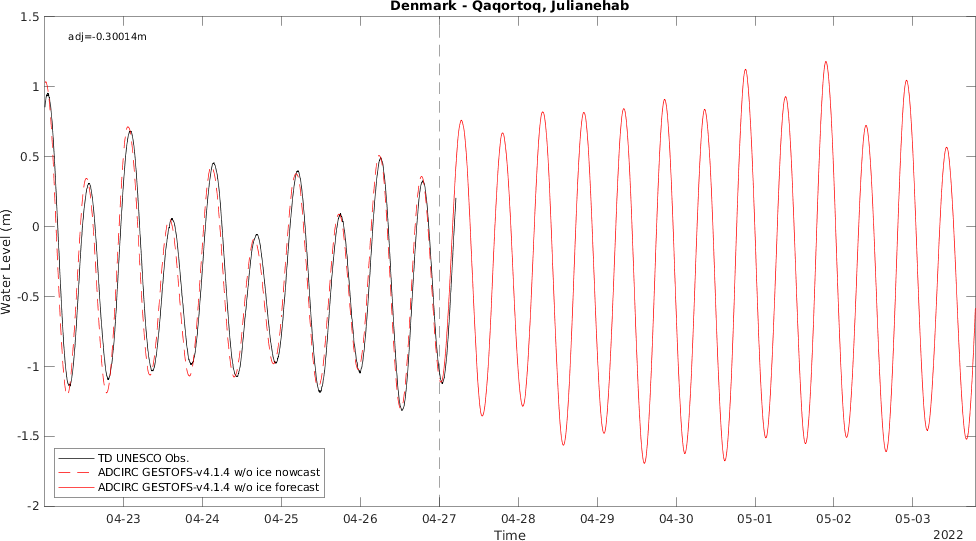 Denmark - Qaqortoq, Julianehab
adj=-0.30014m
1.5
1
0.5
0
-0.5
-1
-1.5
-2
Water Level (m)
TD UNESCO Obs.
ADCIRC GESTOFS-v4.1.4 w/o ice nowcast
ADCIRC GESTOFS-v4.1.4 w/o ice forecast
04-23 04-24 04-25 04-26 04-27 04-28 04-29 04-30 05-01 05-02 05-03
Time
2022